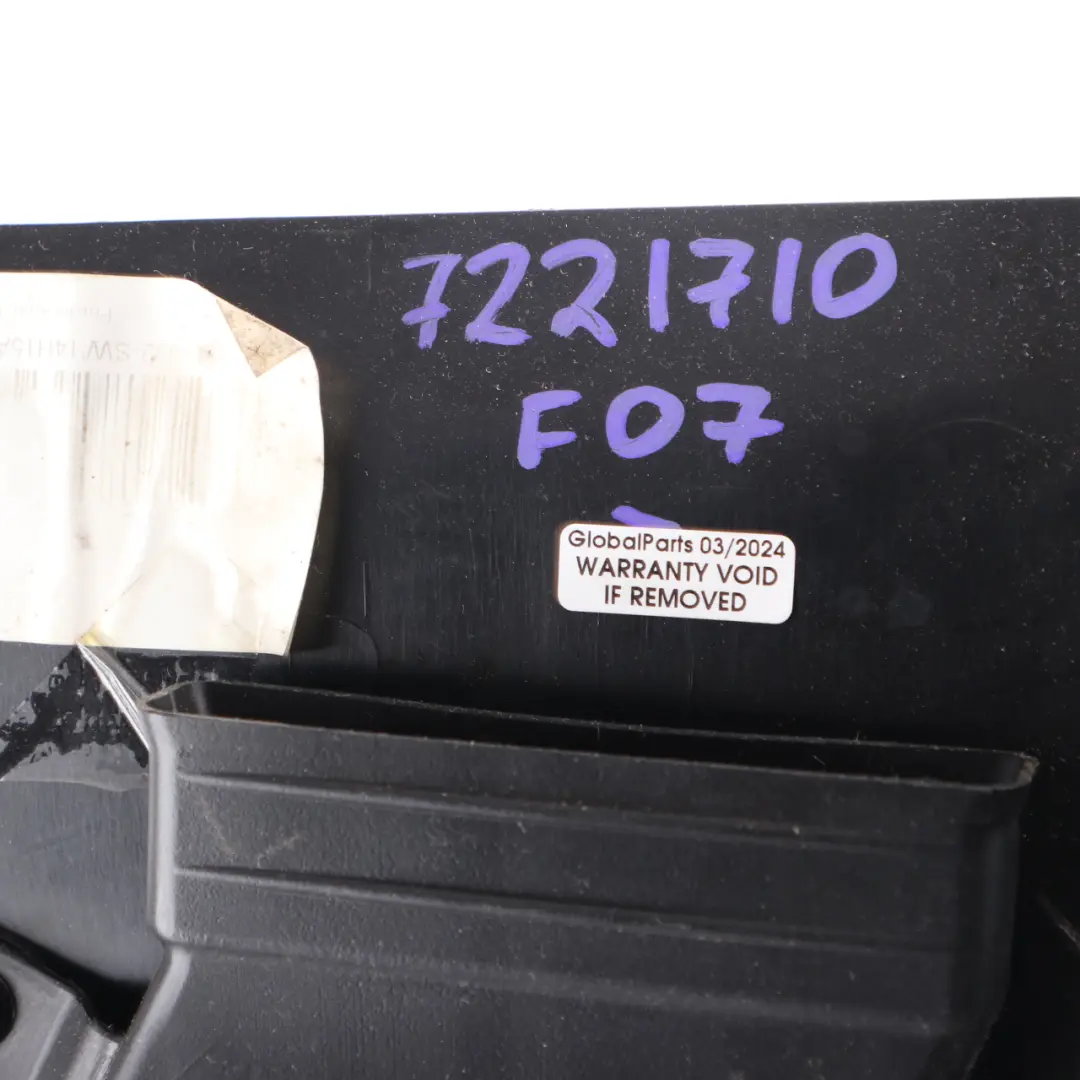 7221710
F07
GlobalParts 03/2024
WARRANTY VOID
IF REMOVED